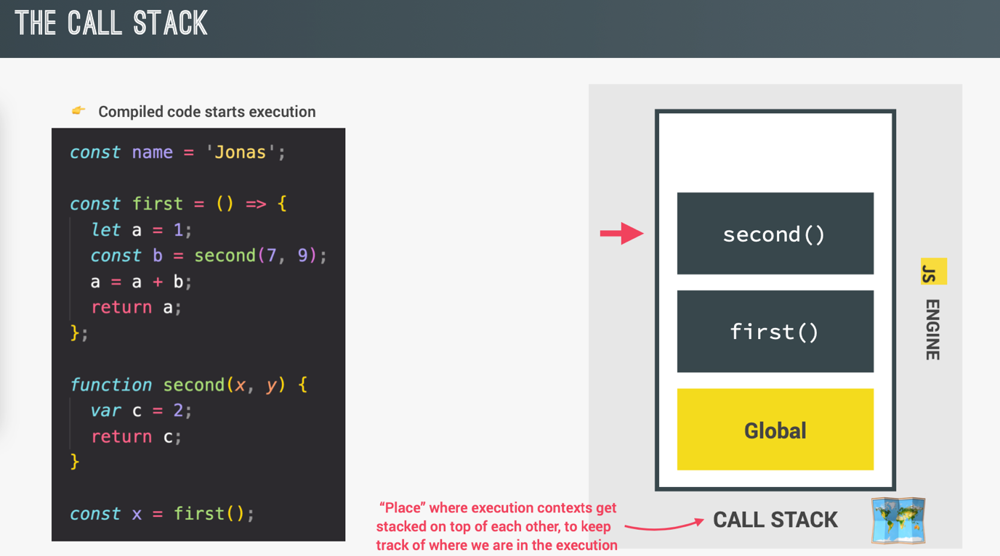 THE CALL STACK
👉 Compiled code starts execution
const name = 'Jonas';
const first = () => {
let a = 1;
const b = second(7, 9);
a = a + b;
return a;
};
function second(x, y) {
var c = 2;
return c;
}
const x = first();
second()
first()
Global
JS
ENGINE
“Place” where execution contexts get
stacked on top of each other, to keep
track of where we are in the execution
CALL STACK